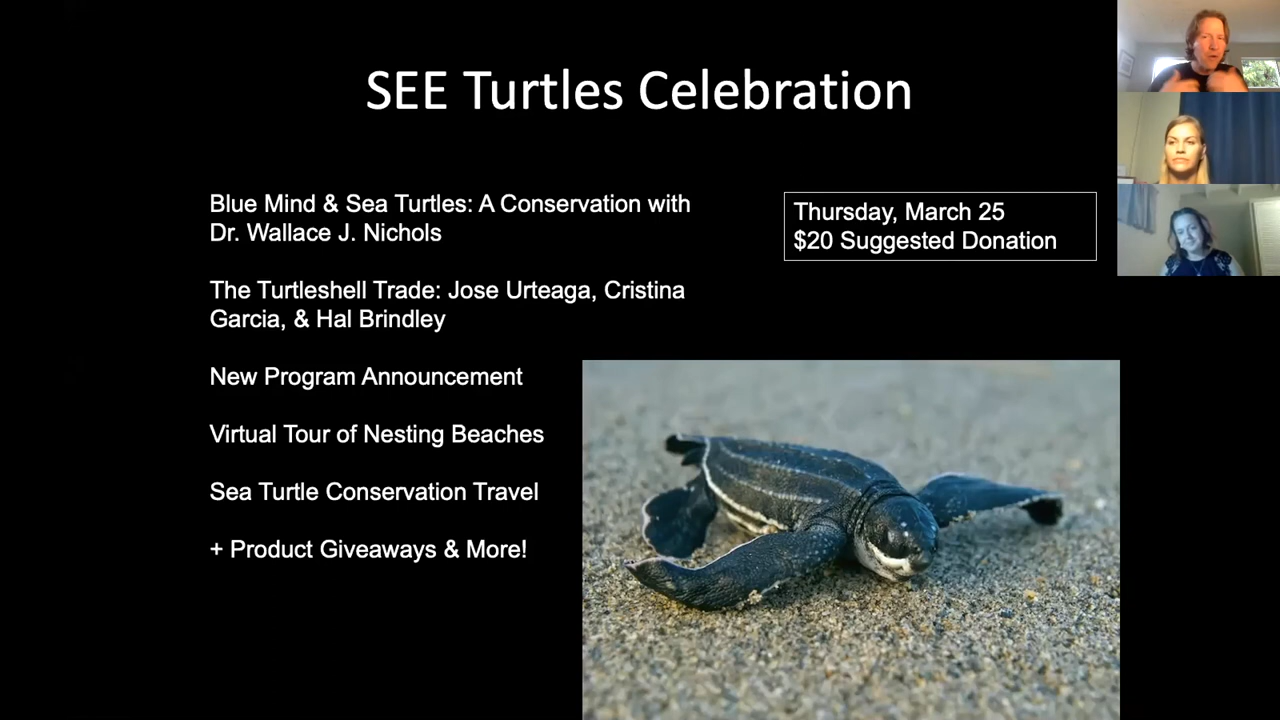 SEE Turtles Celebration
Blue Mind & Sea Turtles: A Conservation with
Dr. Wallace J. Nichols
The Turtleshell Trade: Jose Urteaga, Cristina
Garcia, & Hal Brindley
New Program Announcement
Virtual Tour of Nesting Beaches
Sea Turtle Conservation Travel
+ Product Giveaways & More!
Thursday, March 25
$20 Suggested Donation